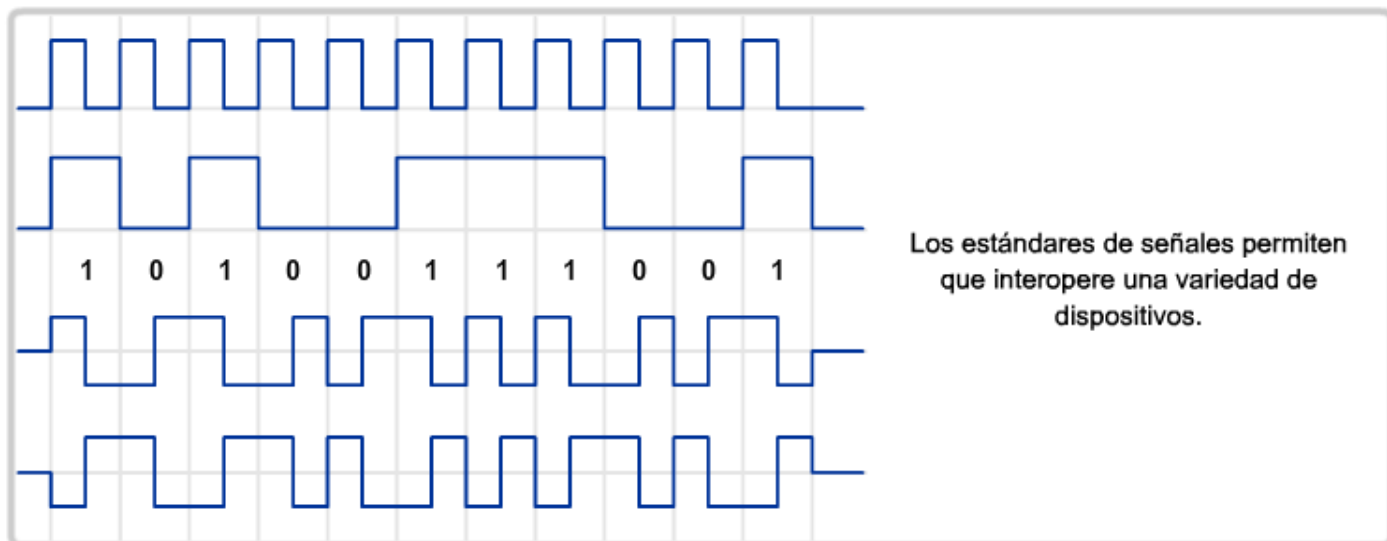 1 0 1 0 0 1 1 1 0 0 1
Los estándares de señales permiten
que interopere una variedad de
dispositivos.